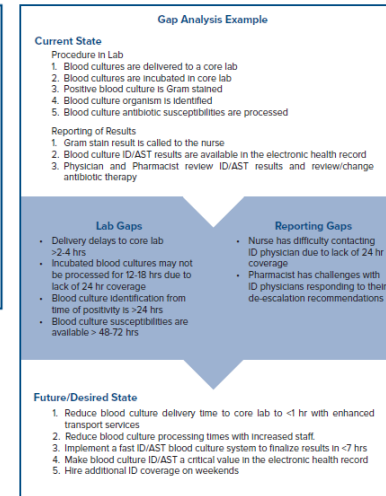 Gap Analysis Example
Current State
Procedure in Lab
1. Blood cultures are delivered to a core lab
2. Blood cultures are incubated in core lab
3. Positive blood culture is Gram stained
4. Blood culture organism is identified
5. Blood culture antibiotic susceptibilities are processed
Reporting of Results
1. Gram stain result is called to the nurse
2. Blood culture ID/AST results are available in the electronic health record
3. Physician and Pharmacist review ID/AST results and review/change
antibiotic therapy
Lab Gaps
• Delivery delays to core lab
>2-4 hrs
• Incubated blood cultures may not
be processed for 12-18 hrs due to
lack of 24 hr coverage
• Blood culture identification from
time of positivity is >24 hrs
• Blood culture susceptibilities are
available > 48-72 hrs
Reporting Gaps
• Nurse has difficulty contacting
ID physician due to lack of 24 hr
coverage
• Pharmacist has challenges with
ID physicians responding to their
de-escalation recommendations
Future/Desired State
1. Reduce blood culture delivery time to core lab to <1 hr with enhanced
transport services
2. Reduce blood culture processing times with increased staff.
3. Implement a fast ID/AST blood culture system to finalize results in <7 hrs
4. Make blood culture ID/AST a critical value in the electronic health record
5. Hire additional ID coverage on weekends